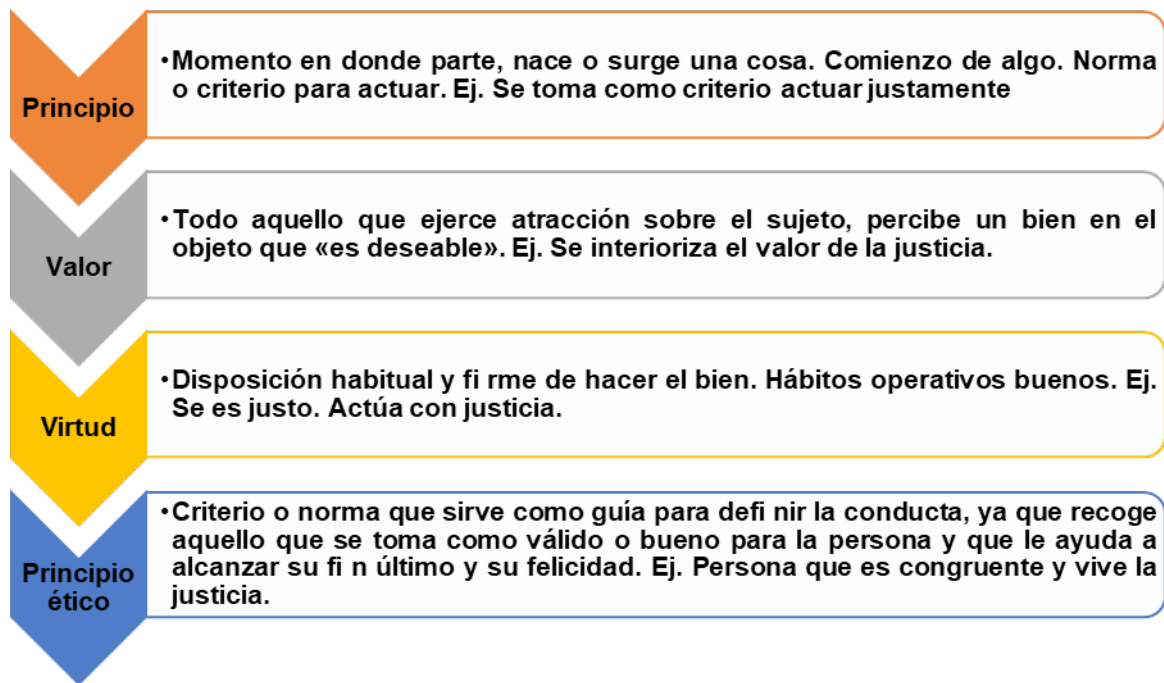 Principio
•Momento en donde parte, nace o surge una cosa. Comienzo de algo. Norma
o criterio para actuar. Ej. Se toma como criterio actuar justamente
Valor
•Todo aquello que ejerce atracción sobre el sujeto, percibe un bien en el
objeto que «es deseable». Ej. Se interioriza el valor de la justicia.
Virtud
•Disposición habitual y fi rme de hacer el bien. Hábitos operativos buenos. Ej.
Se es justo. Actúa con justicia.
Principio
ético
•Criterio o norma que sirve como guía para defi nir la conducta, ya que recoge
aquello que se toma como válido o bueno para la persona y que le ayuda a
alcanzar su fi n último y su felicidad. Ej. Persona que es congruente y vive la
justicia.